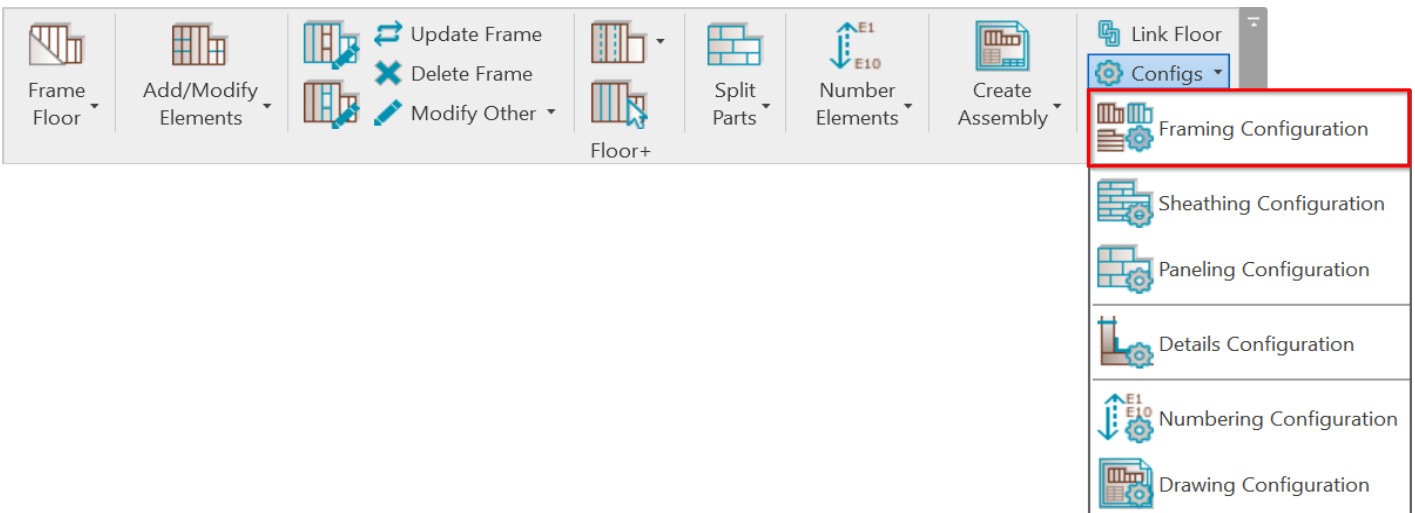 Frame
Floor
Add/Modify
Elements
Update Frame
Delete Frame
Modify Other
Floor+
Split
Parts
E1
E10
Number
Elements
Create
Assembly
Link Floor
Configs
Framing Configuration
Sheathing Configuration
Paneling Configuration
Details Configuration
E1
E10
Numbering Configuration
Drawing Configuration